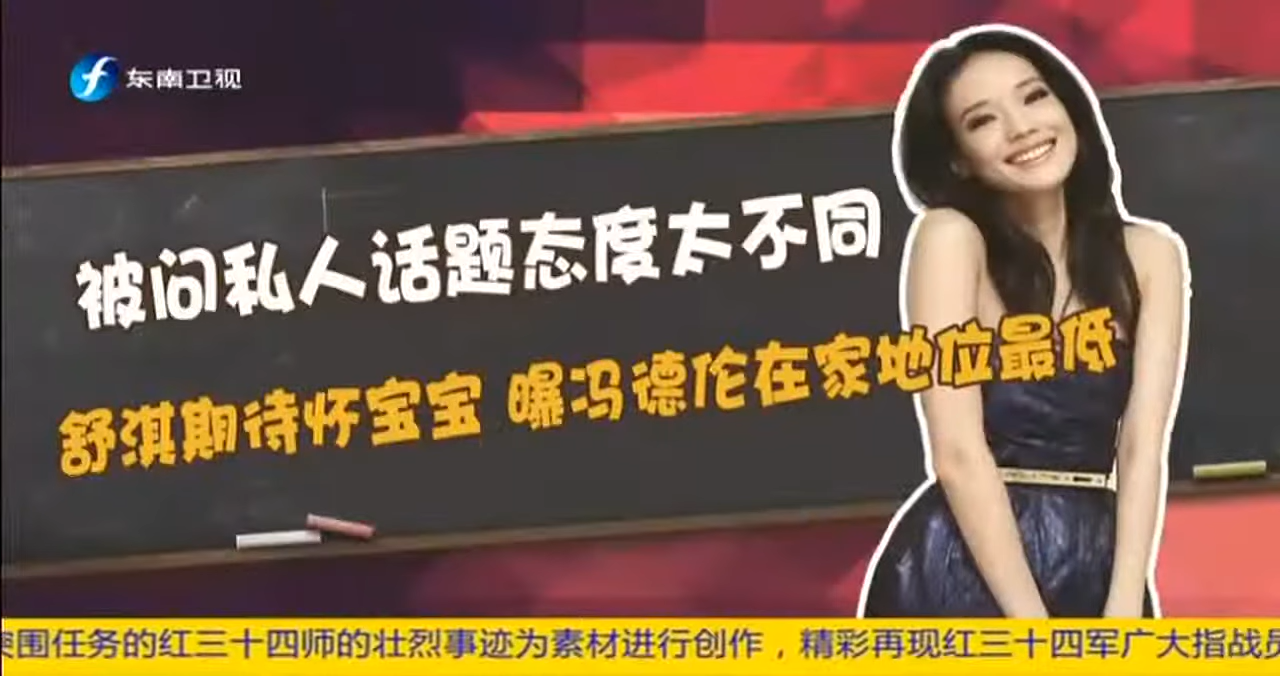 东南卫视
被问私人话题态度太不同
舒淇期待怀宝宝 曝冯德伦在家地位最低
突围任务的红三十四师的壮烈事迹为素材进行创作，精彩再现红三十四军广大指战员